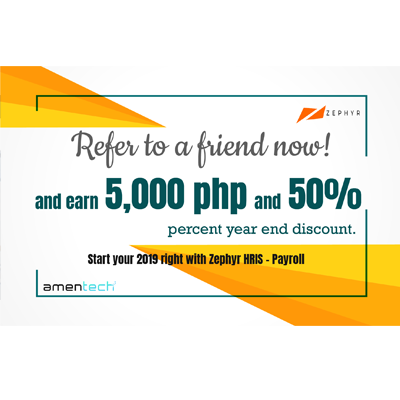 ZEPHYR
Refer to a friend now!
and earn 5,000 php and 50%
percent year end discount.
Start your 2019 right with Zephyr HRIS - Payroll
amentech